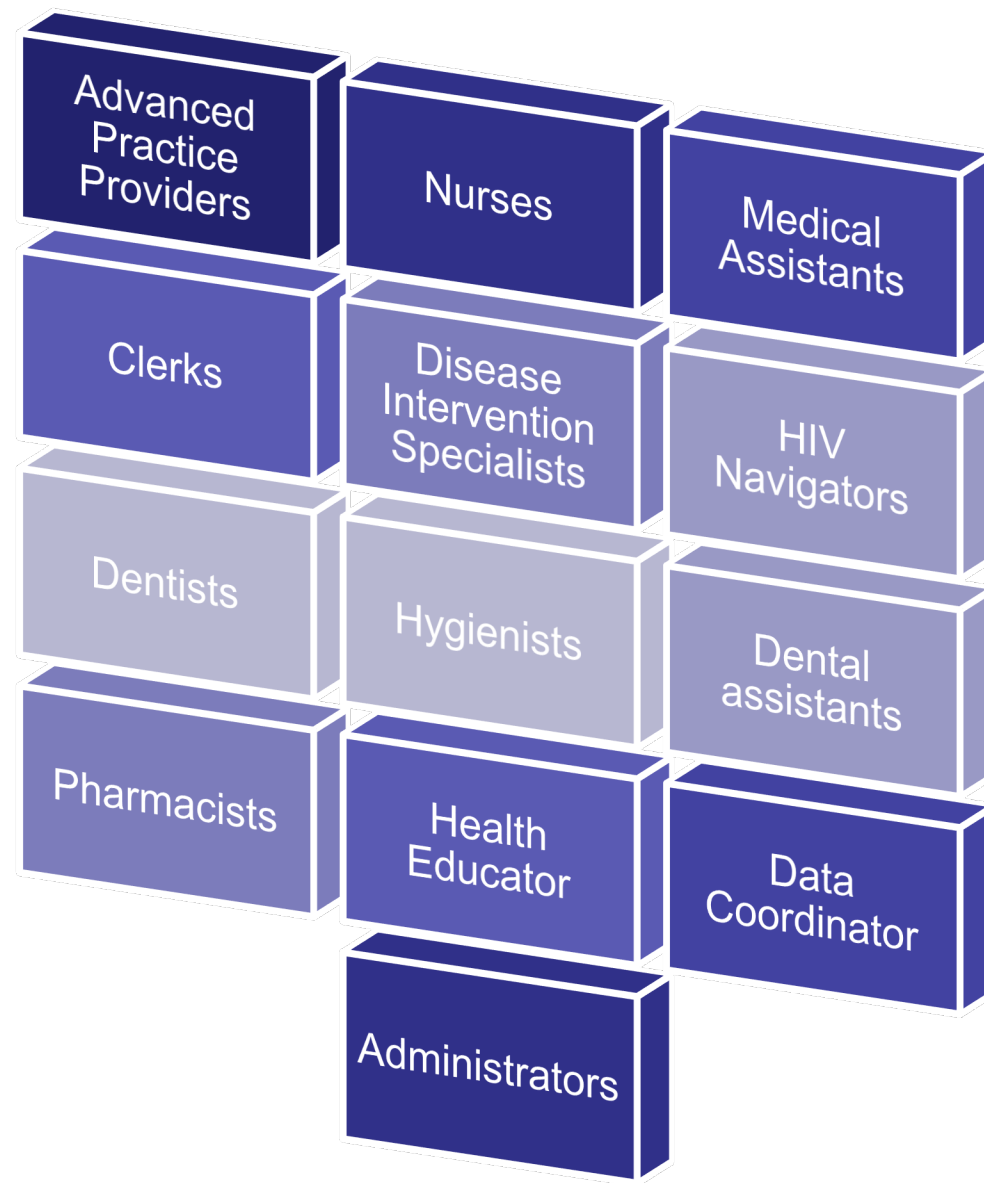 Advanced
Practice
Providers
Nurses
Medical
Assistants
Clerks
Disease
Intervention
Specialists
HIV
Navigators
Dentists
Hygienists
Dental
assistants
Pharmacists
Health
Educator
Data
Coordinator
Administrators